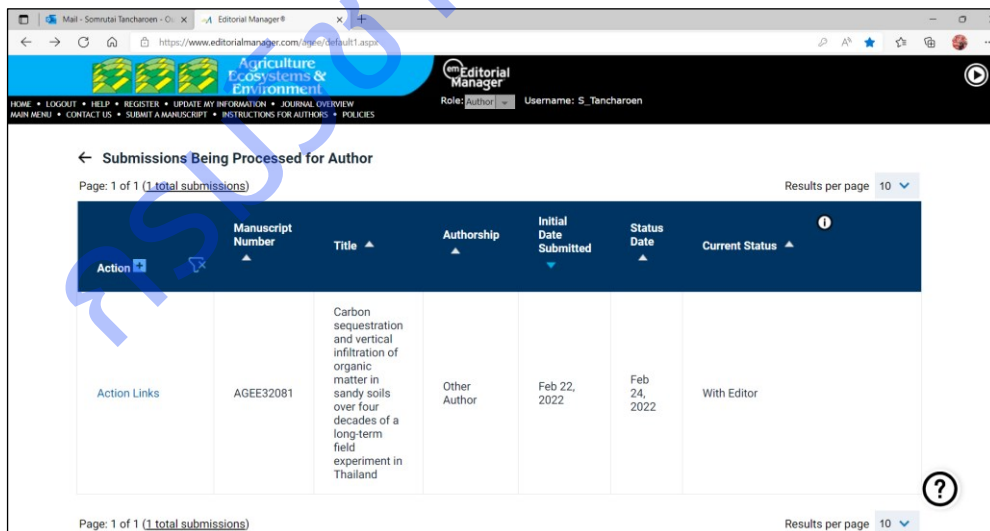 Mail - Somrutai Tancharoen - O
Editorial Manager®
https://www.editorialmanager.com/agee/default1.aspx
Agriculture
Ecosystems &
Environment
em Editorial
Manager
HOME • LOGOUT • HELP • REGISTER • UPDATE MY INFORMATION • JOURNAL OVERVIEW
MAIN MENU • CONTACT US • SUBMIT A MANUSCRIPT • INSTRUCTIONS FOR AUTHORS • POLICIES
Role: Author Username: S_Tancharoen
← Submissions Being Processed for Author
Page: 1 of 1 (1 total submissions) Results per page 10
Action
Manuscript
Number
Title
Authorship
Initial
Date
Submitted
Status
Date
Current Status
Action Links
AGEE32081
Carbon
sequestration
and vertical
infiltration of
organic
matter in
sandy soils
over four
decades of a
long-term
field
experiment in
Thailand
Other
Author
Feb 22,
2022
Feb
24,
2022
With Editor
Page: 1 of 1 (1 total submissions) Results per page 10